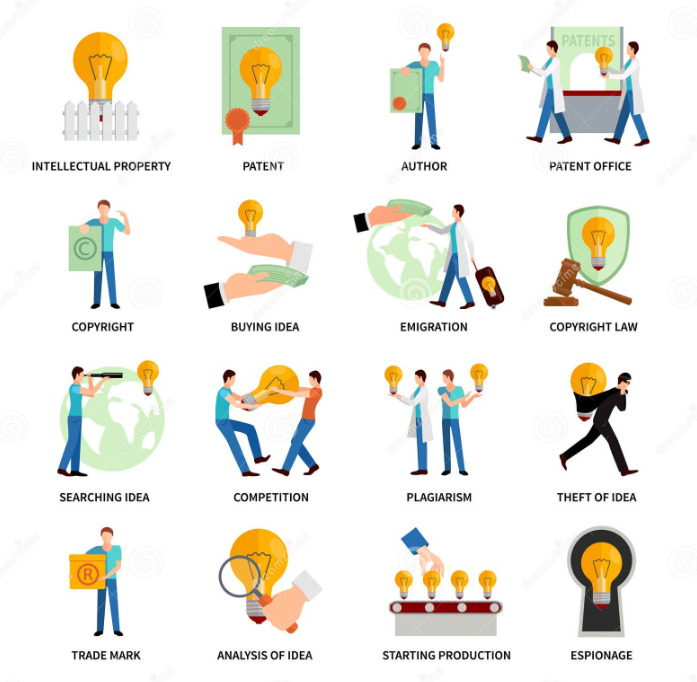 PATENTS
INTELLECTUAL PROPERTY
PATENT
AUTHOR
PATENT OFFICE
©
COPYRIGHT
BUYING IDEA
EMIGRATION
COPYRIGHT LAW
SEARCHING IDEA
COMPETITION
PLAGIARISM
THEFT OF IDEA
®
TRADE MARK
ANALYSIS OF IDEA
STARTING PRODUCTION
ESPIONAGE